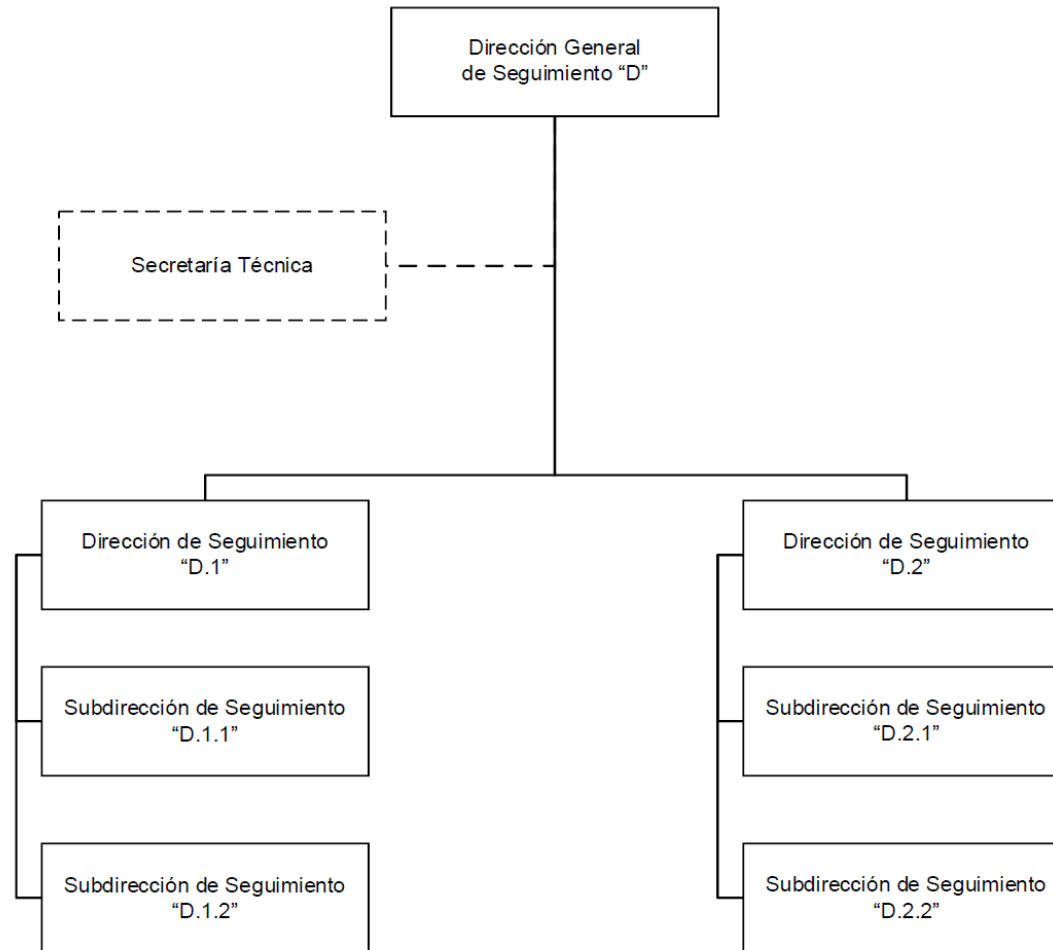 Dirección General
de Seguimiento “D”
Secretaría Técnica
Dirección de Seguimiento
“D.1”
Dirección de Seguimiento
“D.2”
Subdirección de Seguimiento
“D.1.1”
Subdirección de Seguimiento
“D.2.1”
Subdirección de Seguimiento
“D.1.2”
Subdirección de Seguimiento
“D.2.2”